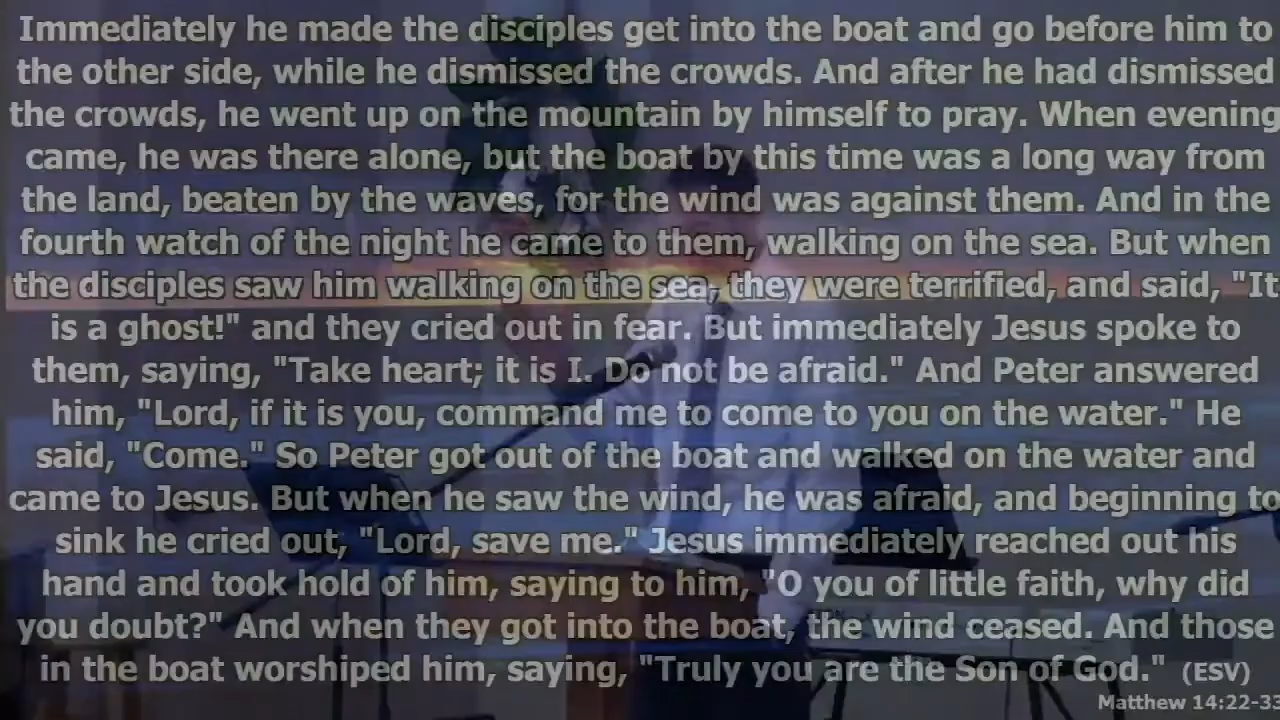 Immediately he made the disciples get into the boat and go before him to
the other side, while he dismissed the crowds. And after he had dismissed
the crowds, he went up on the mountain by himself to pray. When evening
came, he was there alone, but the boat by this time was a long way from
the land, beaten by the waves, for the wind was against them. And in the
fourth watch of the night he came to them, walking on the sea. But when
the disciples saw him walking on the sea, they were terrified, and said, "It
is a ghost!" and they cried out in fear. But immediately Jesus spoke to
them, saying, "Take heart; it is I. Do not be afraid." And Peter answered
him, "Lord, if it is you, command me to come to you on the water." He
said, "Come." So Peter got out of the boat and walked on the water and
came to Jesus. But when he saw the wind, he was afraid, and beginning to
sink he cried out, "Lord, save me." Jesus immediately reached out his
hand and took hold of him, saying to him, "O you of little faith, why did
you doubt?" And when they got into the boat, the wind ceased. And those
in the boat worshiped him, saying, "Truly you are the Son of God." (ESV)
Matthew 14:22-33